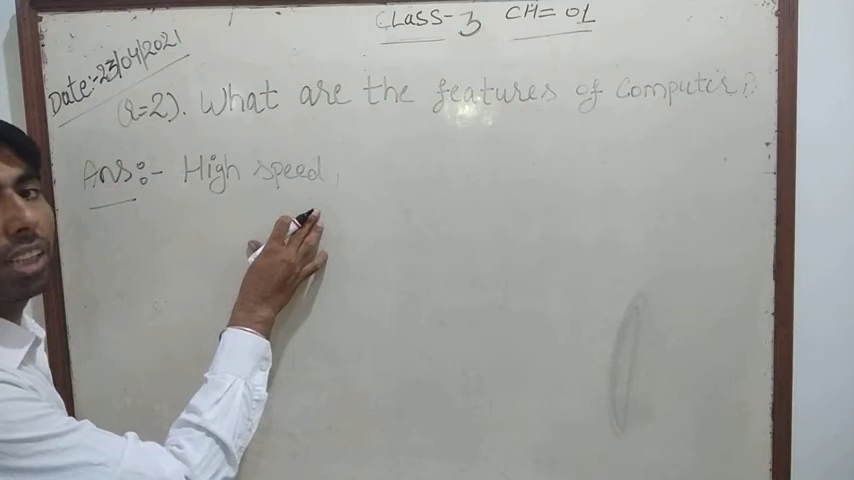 CLass-3 CH=01
Date:-23/04/2021
(Q=2). What are the features of Computer?
Ans:- High speed,